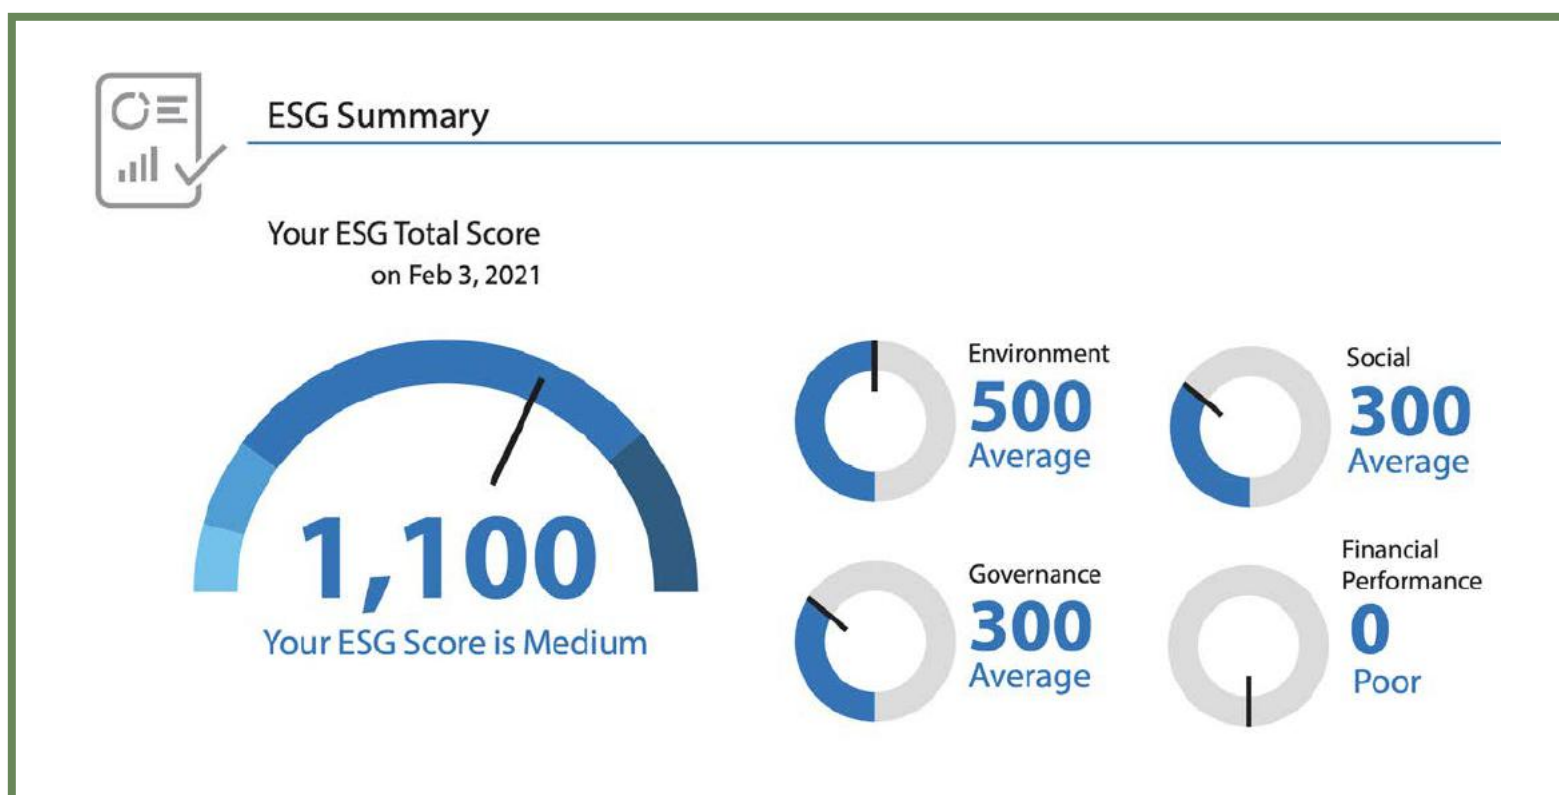 ESG Summary
Your ESG Total Score
on Feb 3, 2021
1,100
Your ESG Score is Medium
Environment
500
Average
Social
300
Average
Governance
300
Average
Financial
Performance
0
Poor